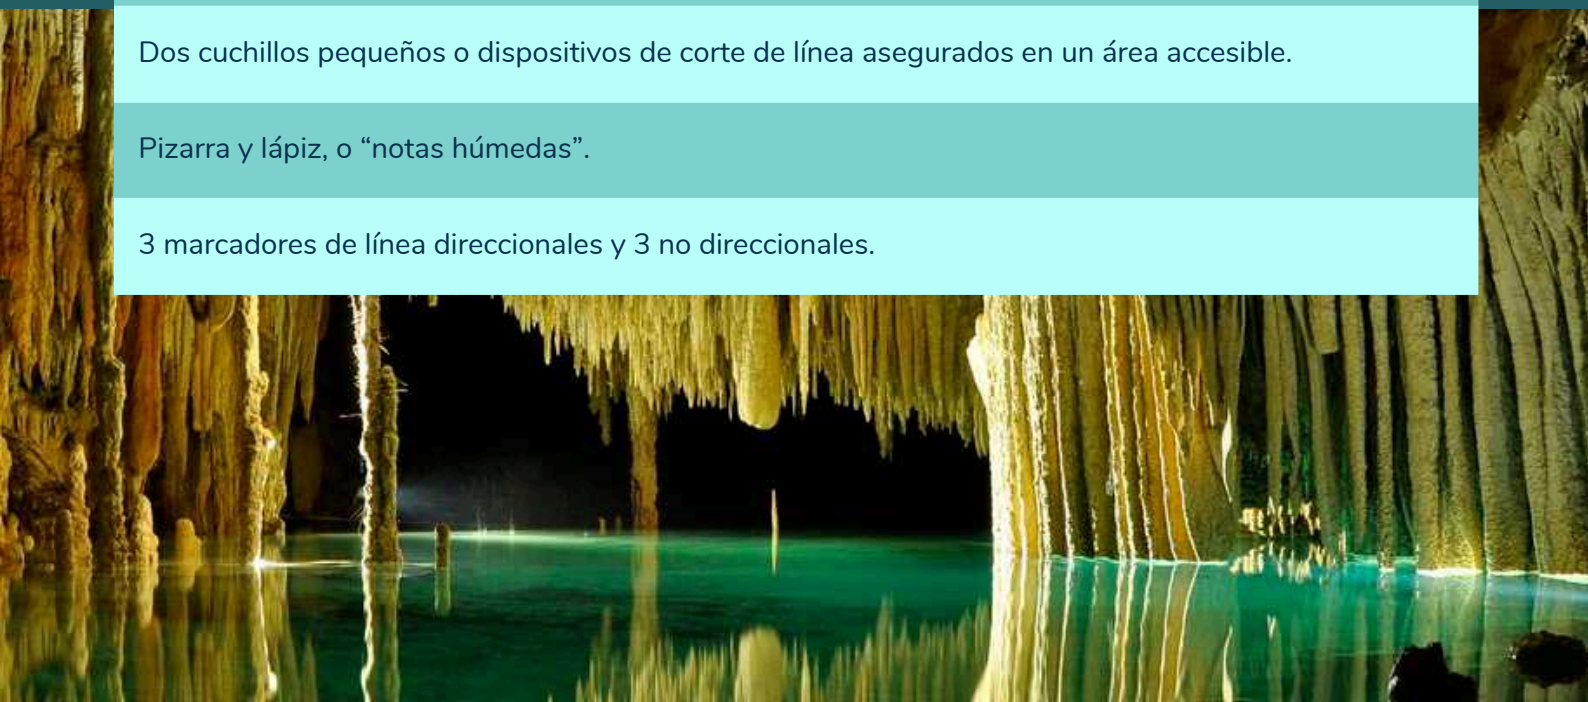 Dos cuchillos pequeños o dispositivos de corte de línea asegurados en un área accesible.
Pizarra y lápiz, o “notas húmedas”.
3 marcadores de línea direccionales y 3 no direccionales.